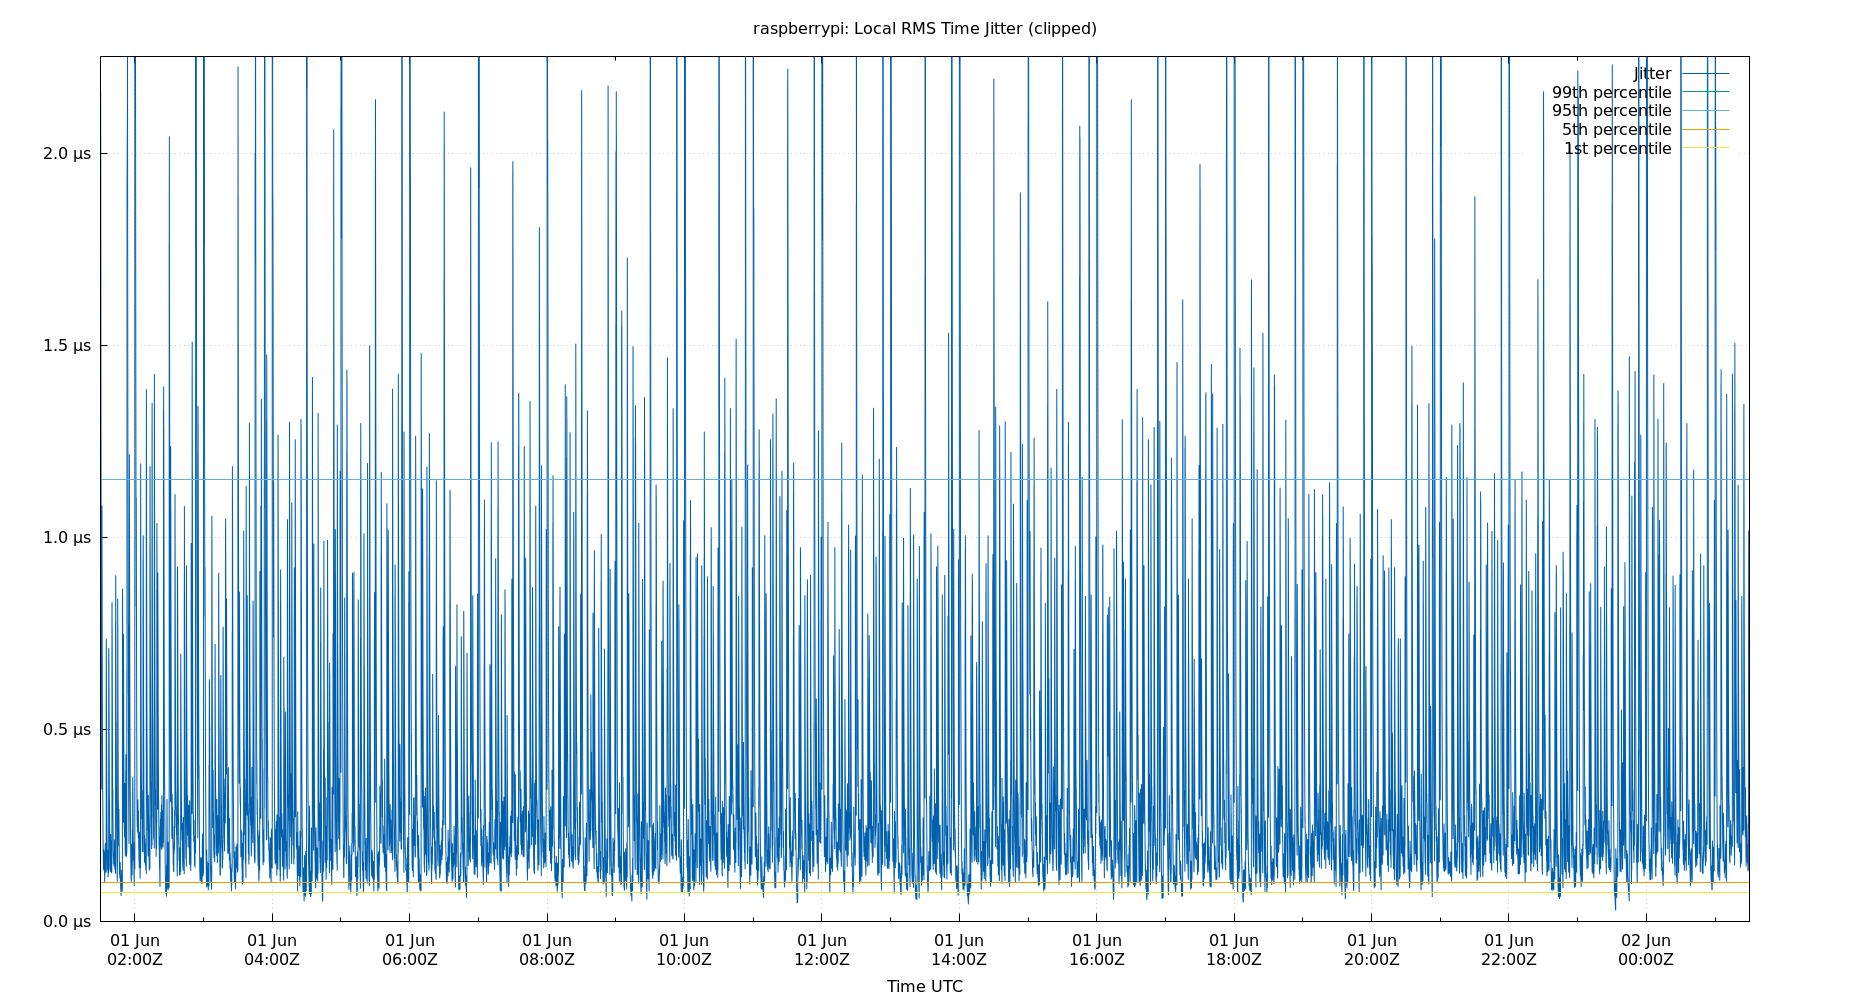 raspberrypi: Local RMS Time Jitter (clipped)
Jitter
99th percentile
95th percentile
5th percentile
1st percentile
2.0 µs
1.5 µs
1.0 µs
0.5 µs
0.0 µs
01 Jun 01 Jun 01 Jun 01 Jun 01 Jun 01 Jun 01 Jun 01 Jun 01 Jun 01 Jun 01 Jun 02 Jun
02:00Z 04:00Z 06:00Z 08:00Z 10:00Z 12:00Z 14:00Z 16:00Z 18:00Z 20:00Z 22:00Z 00:00Z
Time UTC